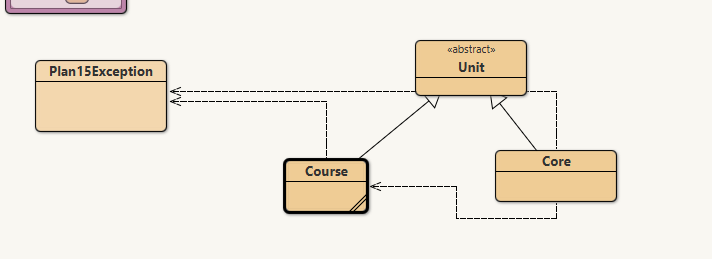 «abstract»
Unit
Plan15Exception
Course
Core